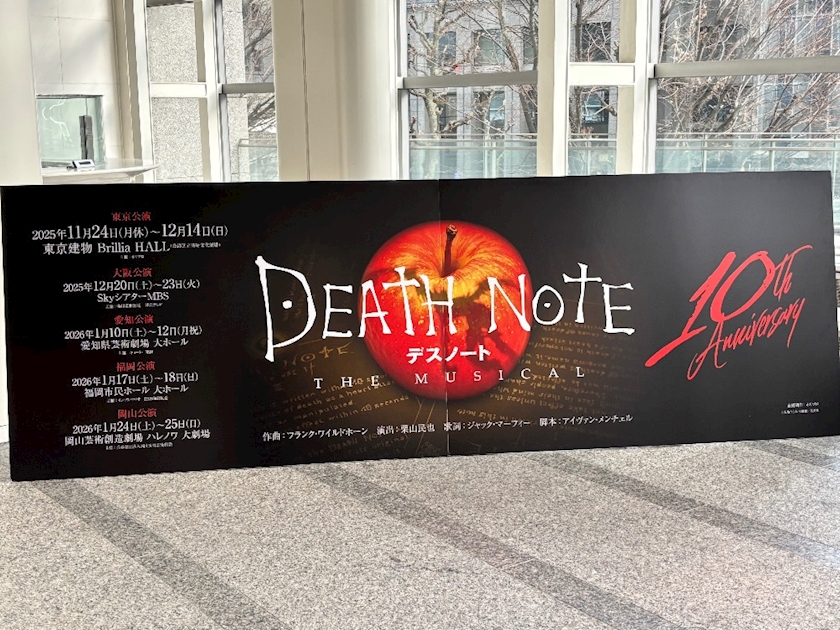 東京公演
2025年11月24日(月休)～12月14日(日)
東京建物 Brillia HALL
大阪公演
2025年12月20日(土)～23日(火)
SkyシアターMBS
愛知公演
2026年1月10日(土)～12日(月祝)
愛知県芸術劇場 大ホール
福岡公演
2026年1月17日(土)～18日(日)
福岡市民ホール 大ホール
岡山公演
2026年1月24日(土)～25日(日)
岡山芸術創造劇場 ハレノワ 大劇場
DEATH NOTE
デスノート
THE MUSICAL
作曲：フランク・ワイルドホーン 演出：栗山民也 歌詞：ジャック・マーフィー 脚本：アイヴァン・メンチェル
10th
Anniversary